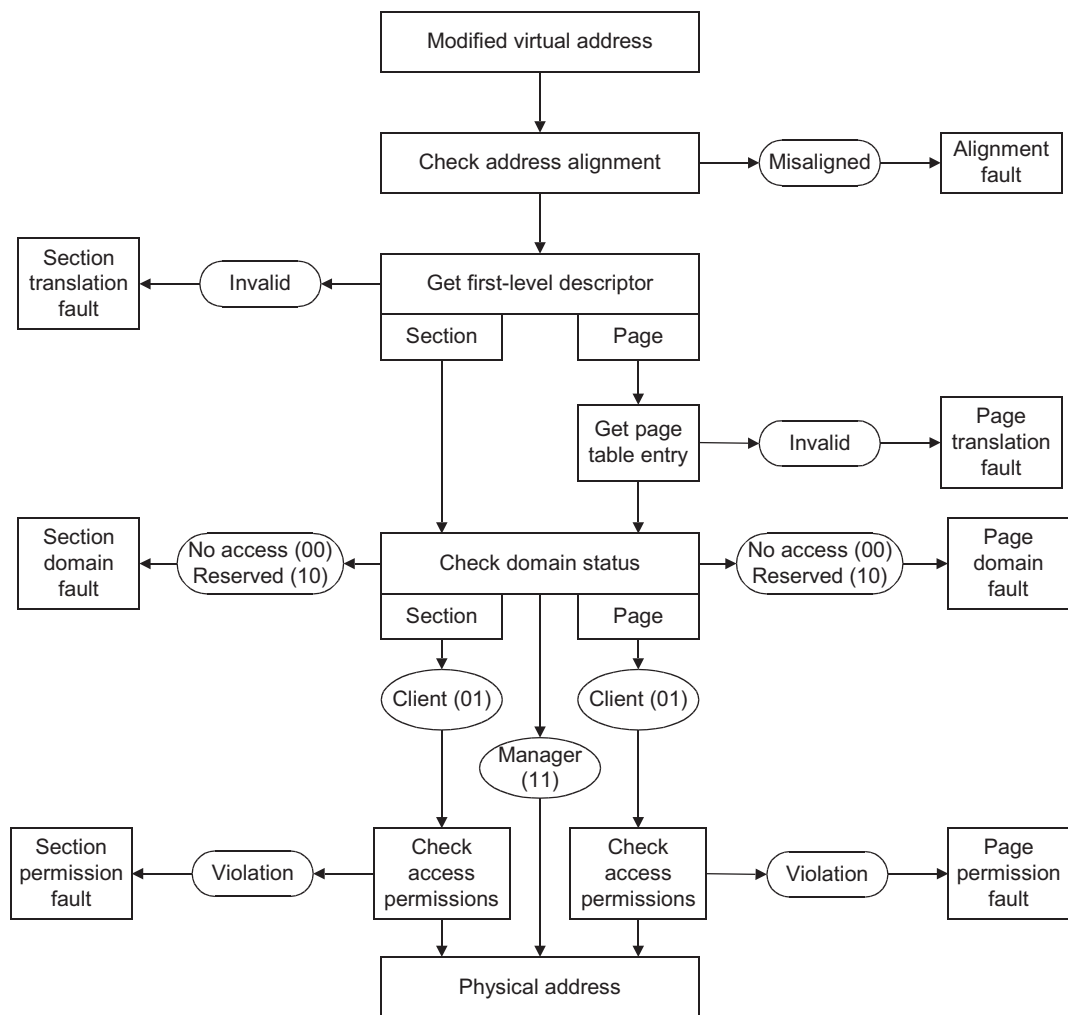 Modified virtual address
Check address alignment
Misaligned
Alignment
fault
Section
translation
fault
Invalid
Get first-level descriptor
Section
Page
Get page
table entry
Invalid
Page
translation
fault
Section
domain
fault
No access (00)
Reserved (10)
Check domain status
No access (00)
Reserved (10)
Page
domain
fault
Section
Page
Client (01)
Client (01)
Manager
(11)
Section
permission
fault
Violation
Check
access
permissions
Check
access
permissions
Violation
Page
permission
fault
Physical address